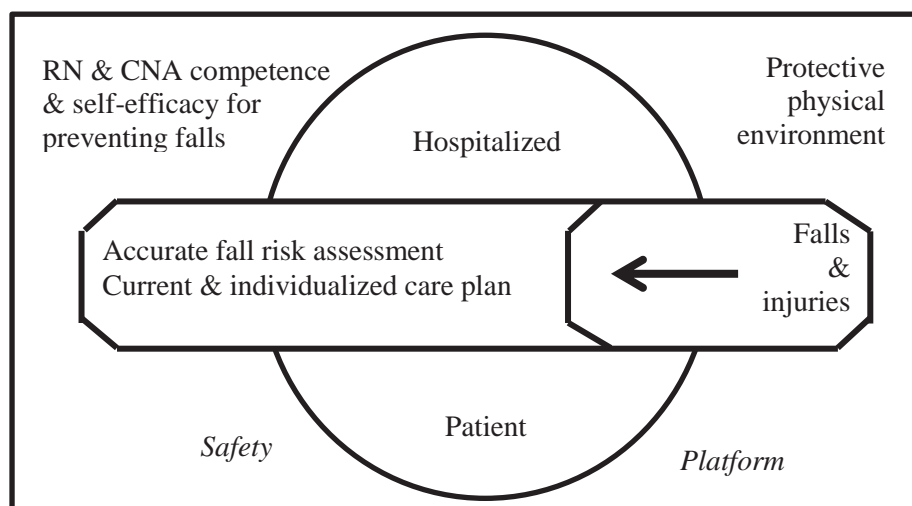 RN & CNA competence
& self-efficacy for
preventing falls
Protective
physical
environment
Hospitalized
Accurate fall risk assessment
Current & individualized care plan
Falls
&
injuries
Patient
Safety
Platform